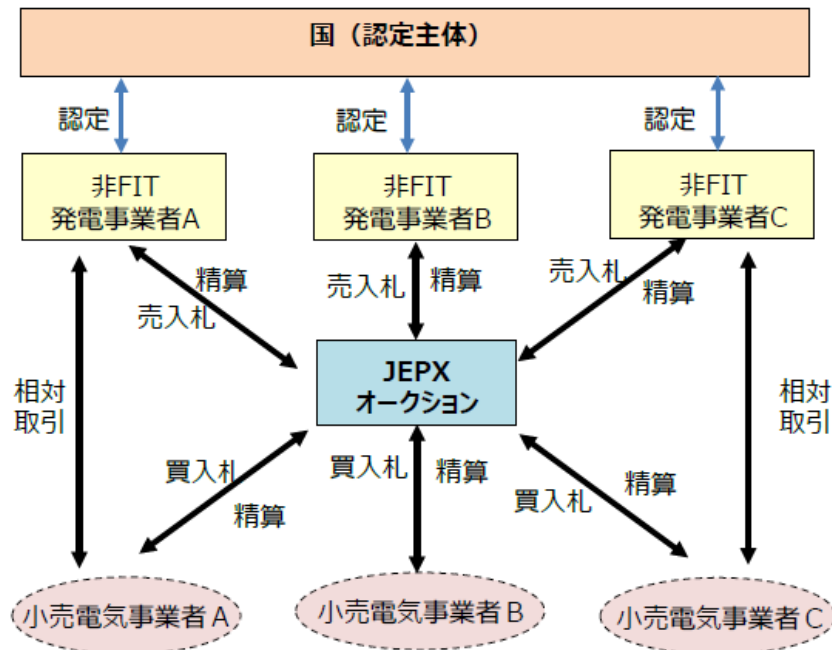 国（認定主体）
認定
認定
認定
非FIT
発電事業者A
非FIT
発電事業者B
非FIT
発電事業者C
精算
売入札
売入札
精算
売入札
精算
JEPX
オークション
相対
取引
相対
取引
買入札
精算
買入札
精算
買入札
精算
小売電気事業者A
小売電気事業者B
小売電気事業者C